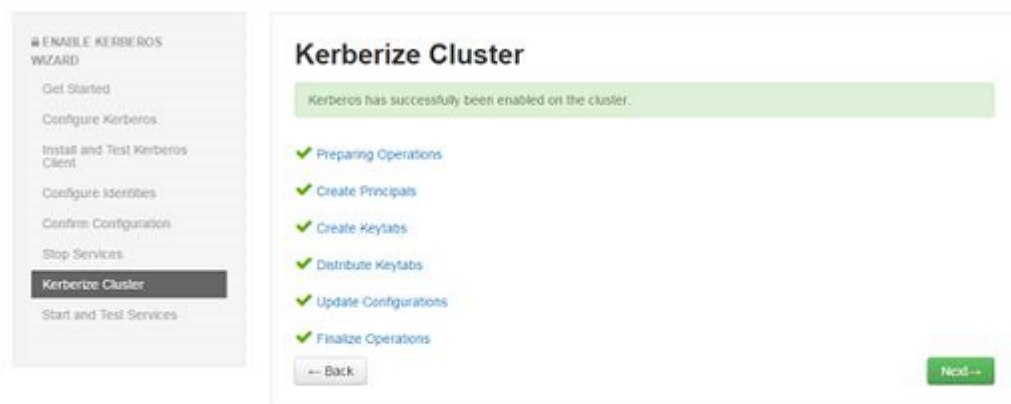 ENABLE KERBEROS
WIZARD
Get Started
Configure Kerberos
Install and Test Kerberos
Client
Configure Identities
Confirm Configuration
Stop Services
Kerberize Cluster
Start and Test Services
Kerberize Cluster
Kerberos has successfully been enabled on the cluster.
Preparing Operations
Create Principals
Create Keytabs
Distribute Keytabs
Update Configurations
Finalize Operations
← Back
Next→